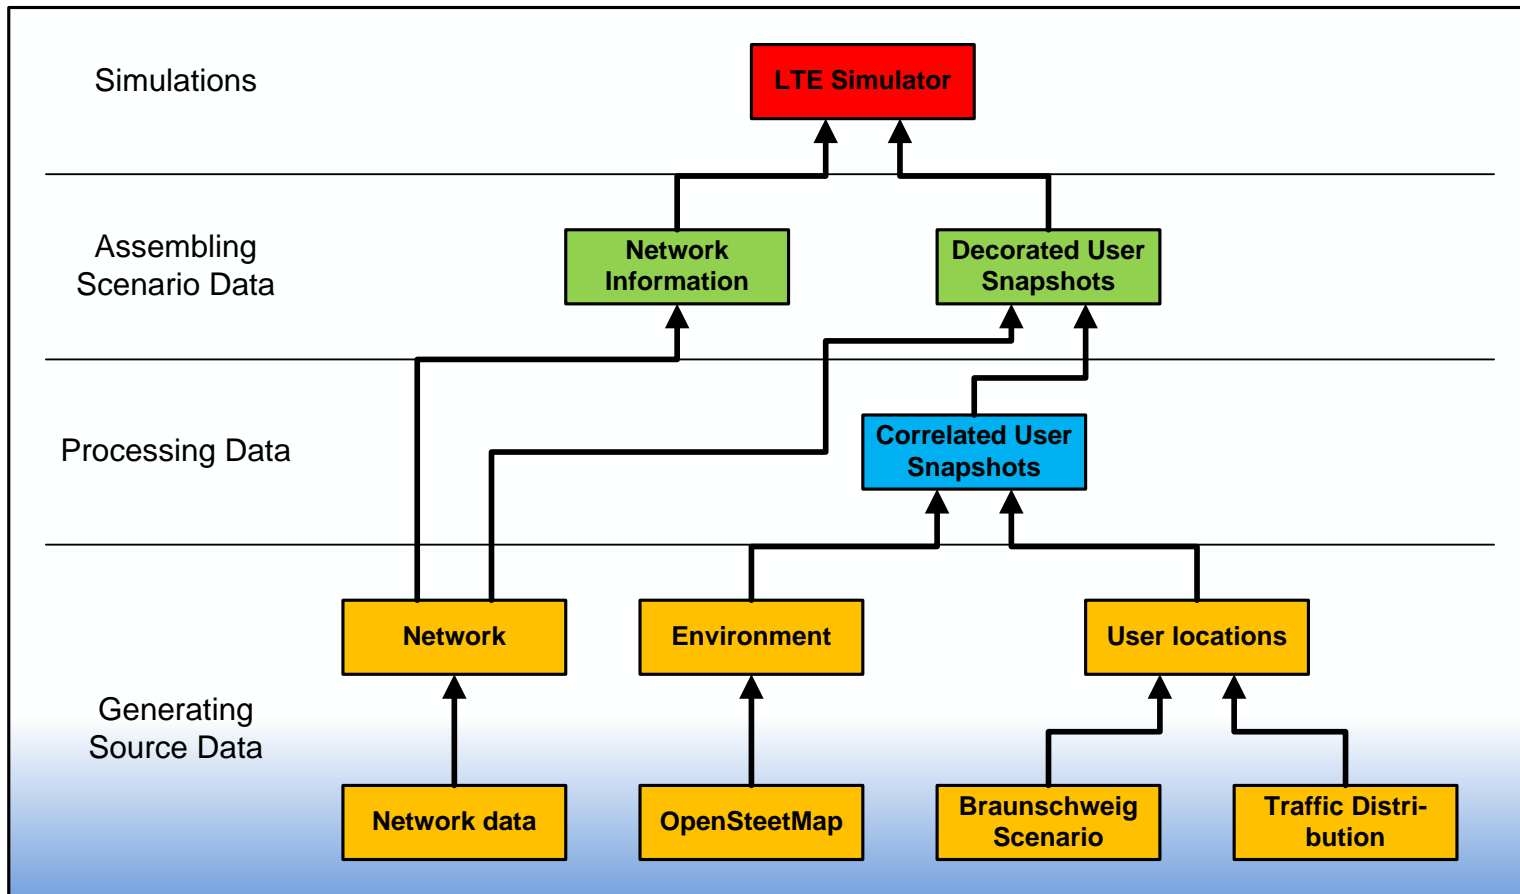 Simulations
LTE Simulator
Assembling
Scenario Data
Network
Information
Decorated User
Snapshots
Processing Data
Correlated User
Snapshots
Network
Environment
User locations
Generating
Source Data
Network data
OpenSteetMap
Braunschweig
Scenario
Traffic Distri-
bution